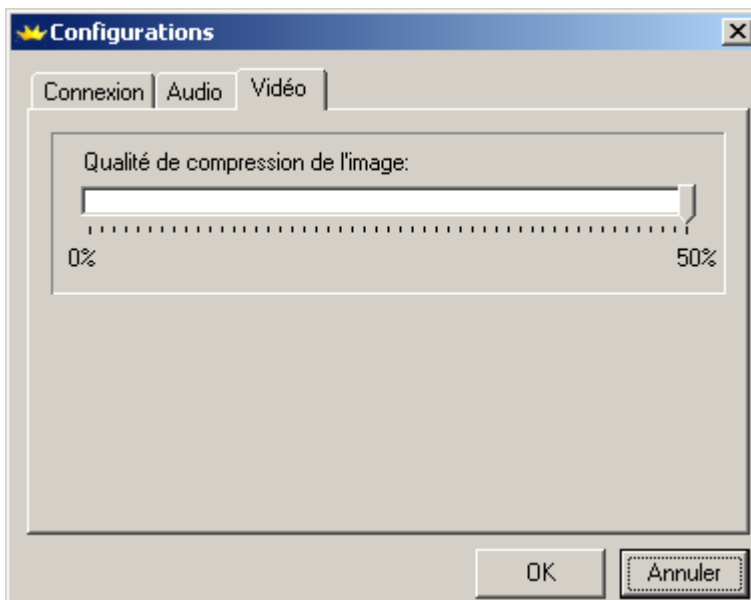 Configurations
Connexion Audio Vidéo
Qualité de compression de l'image:
0% 50%
OK Annuler